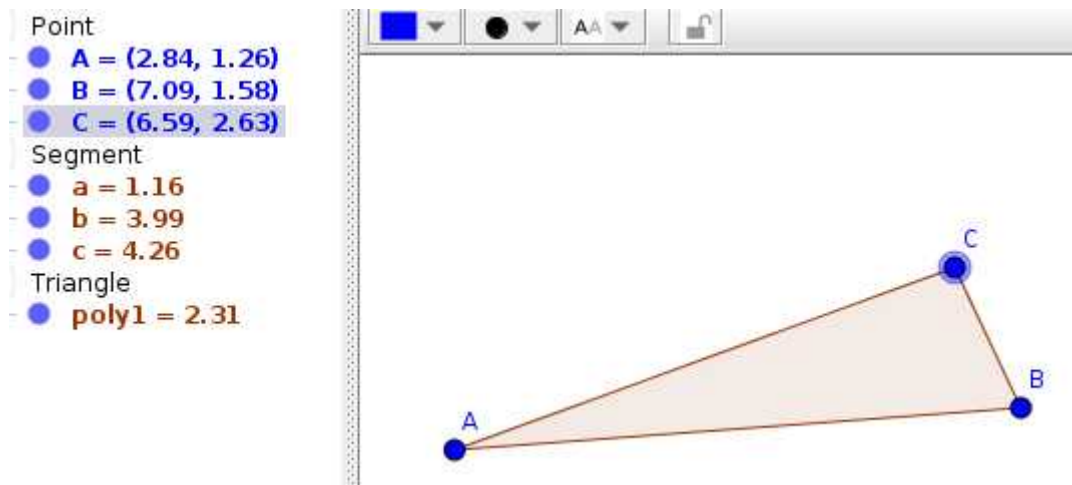 Point
A = (2.84, 1.26)
B = (7.09, 1.58)
C = (6.59, 2.63)
Segment
a = 1.16
b = 3.99
c = 4.26
Triangle
poly1 = 2.31
AA
C
B
A